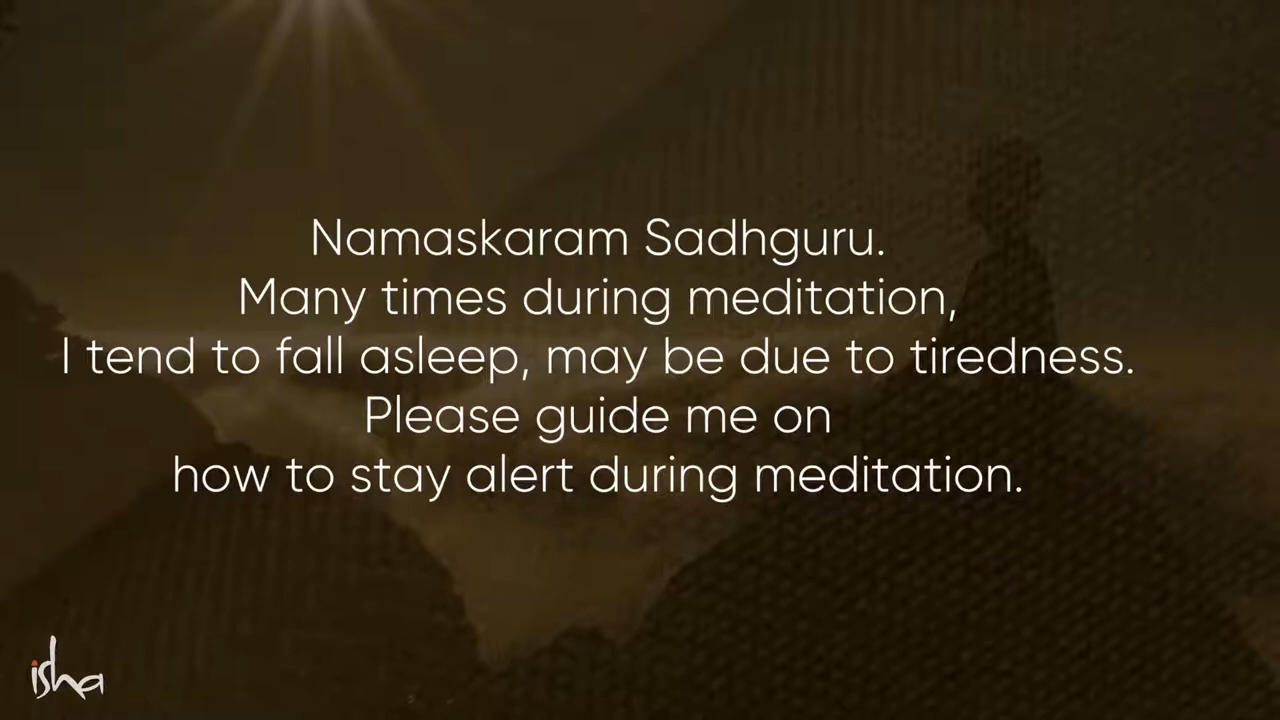 Namaskaram Sadhguru.
Many times during meditation,
I tend to fall asleep, may be due to tiredness.
Please guide me on
how to stay alert during meditation.
isha